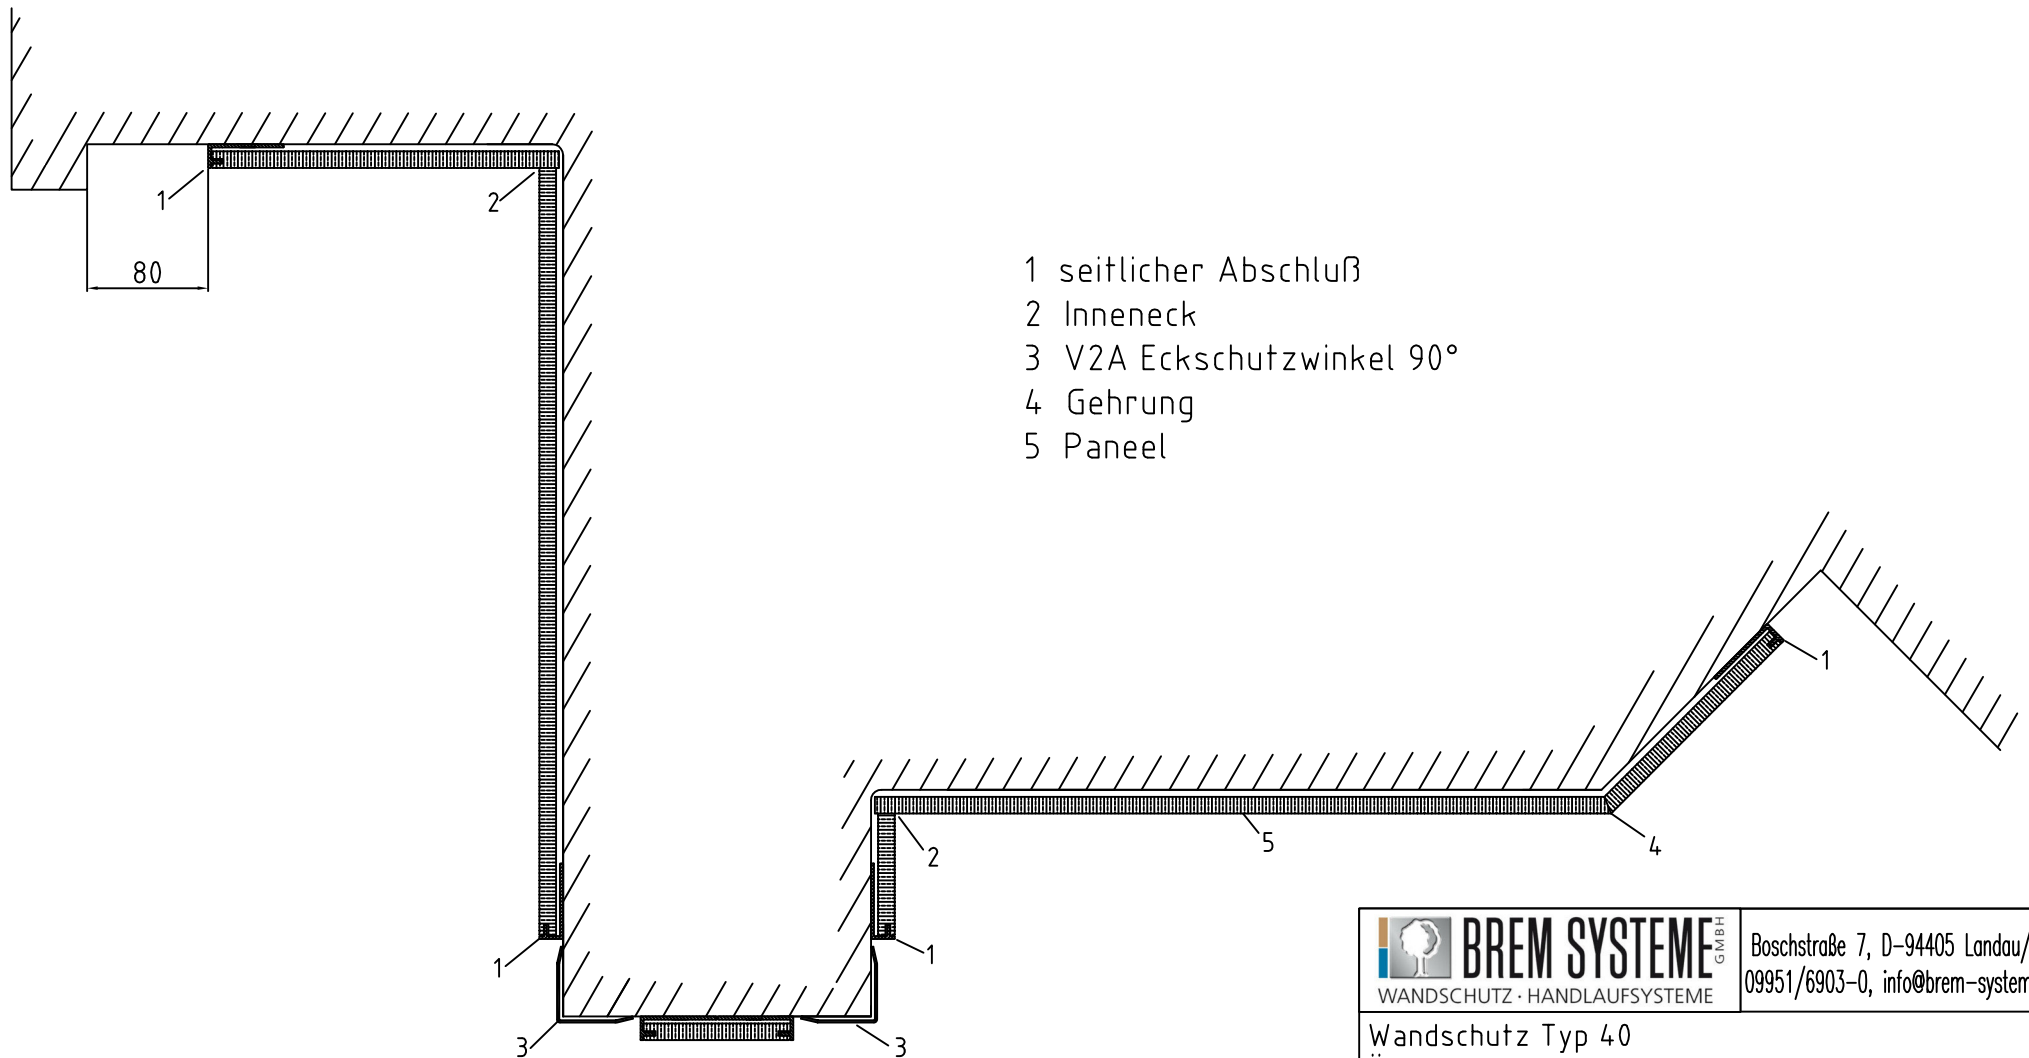 1
2
80
1 seitlicher Abschluß
2 Inneneck
3 V2A Eckschutzwinkel 90°
4 Gehrung
5 Paneel
1
2
5
4
1
1
3
3
BREM SYSTEME GMBH
WANDSCHUTZ · HANDLAUFSYSTEME
Boschstraße 7, D-94405 Landau/
09951/6903-0, info@brem-system
Wandschutz Typ 40